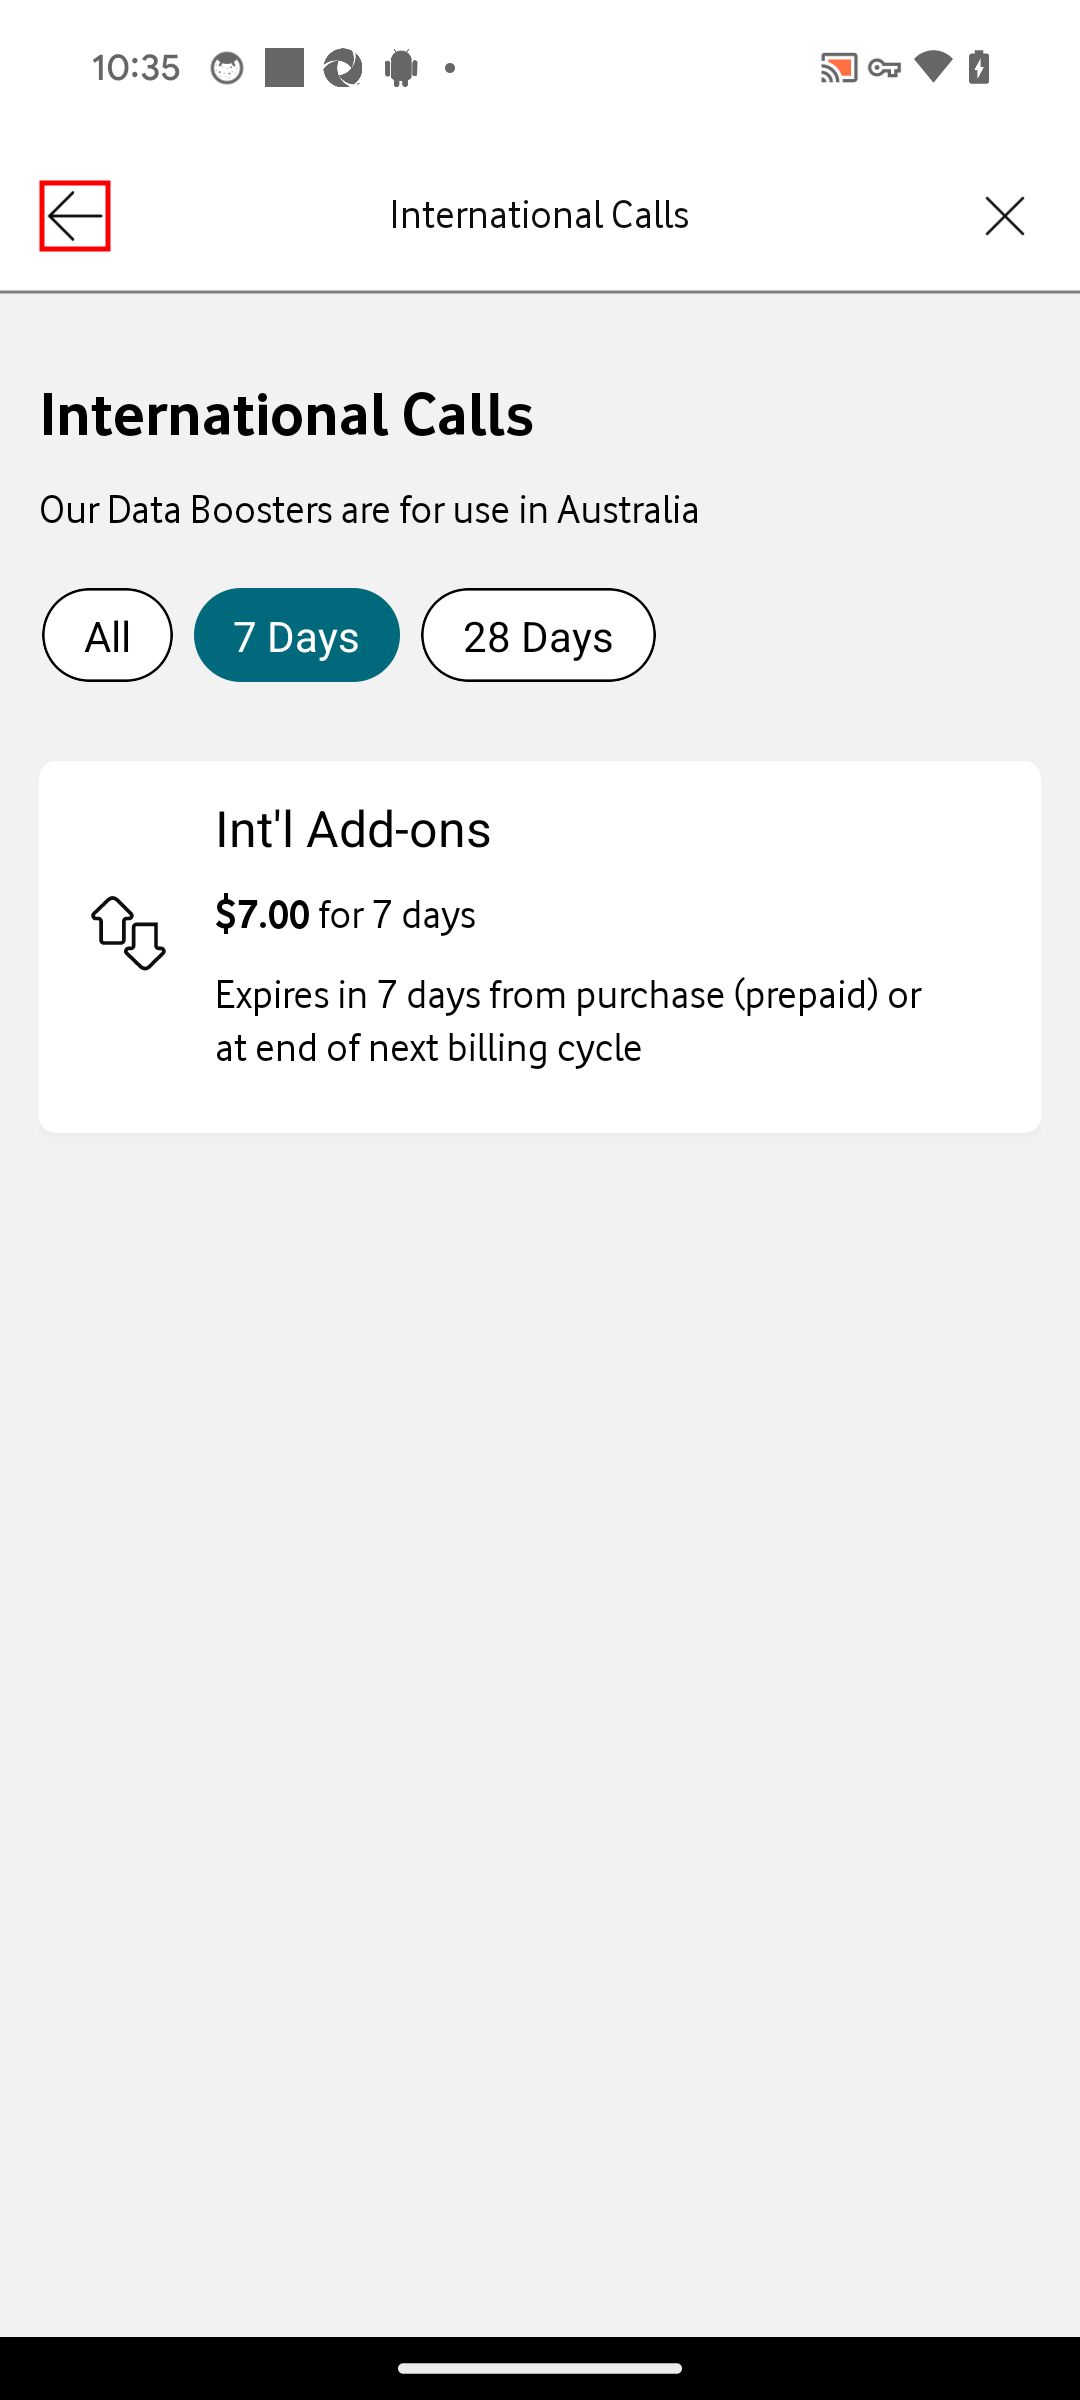 10:35
International Calls
International Calls
Our Data Boosters are for use in Australia
All
7 Days
28 Days
Int'l Add-ons
$7.00 for 7 days
Expires in 7 days from purchase (prepaid) or
at end of next billing cycle